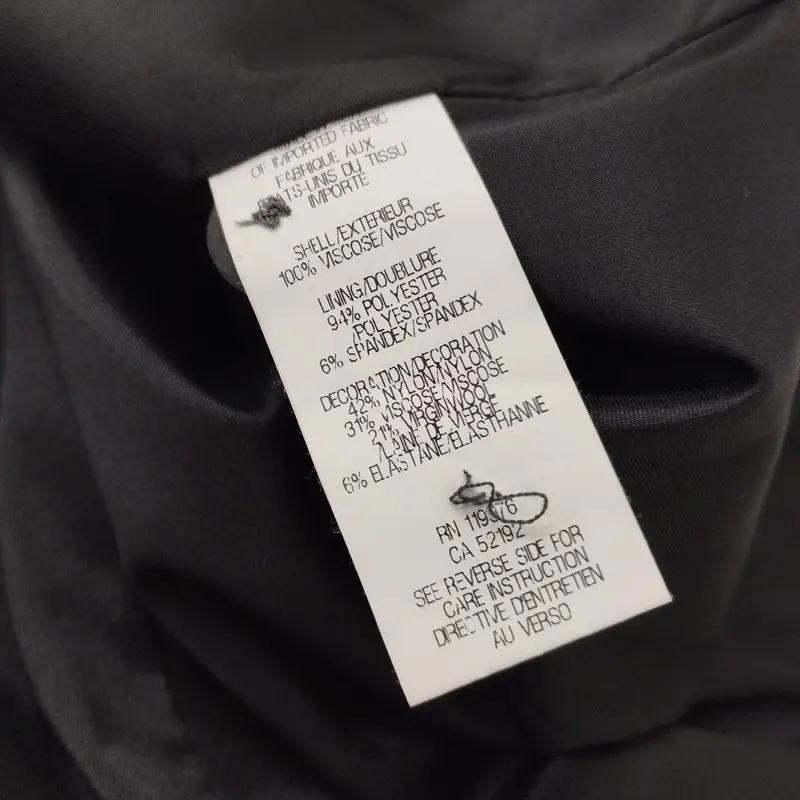 OF IMPORTED FABRIC
FABRIQUE AUX
TATS-UNIS DU TISSU
IMPORTE
SHELL/EXTERIEUR
100% VISCOSE/VISCOSE
LINING/DOUBLURE
94% POLYESTER
/POLYESTER
6% SPANDEX/SPANDEX
DECORATION/DECORATION
42% NYLON/NYLON
31% VISCOSE/VISCOSE
21% VIRGIN WOOL
/LAINE DE VIERGE
6% ELASTANE/ELASTHANNE
RN
CA 52192
SEE REVERSE SIDE FOR
CARE INSTRUCTION
DIRECTIVE D'ENTRETIEN
AU VERSO